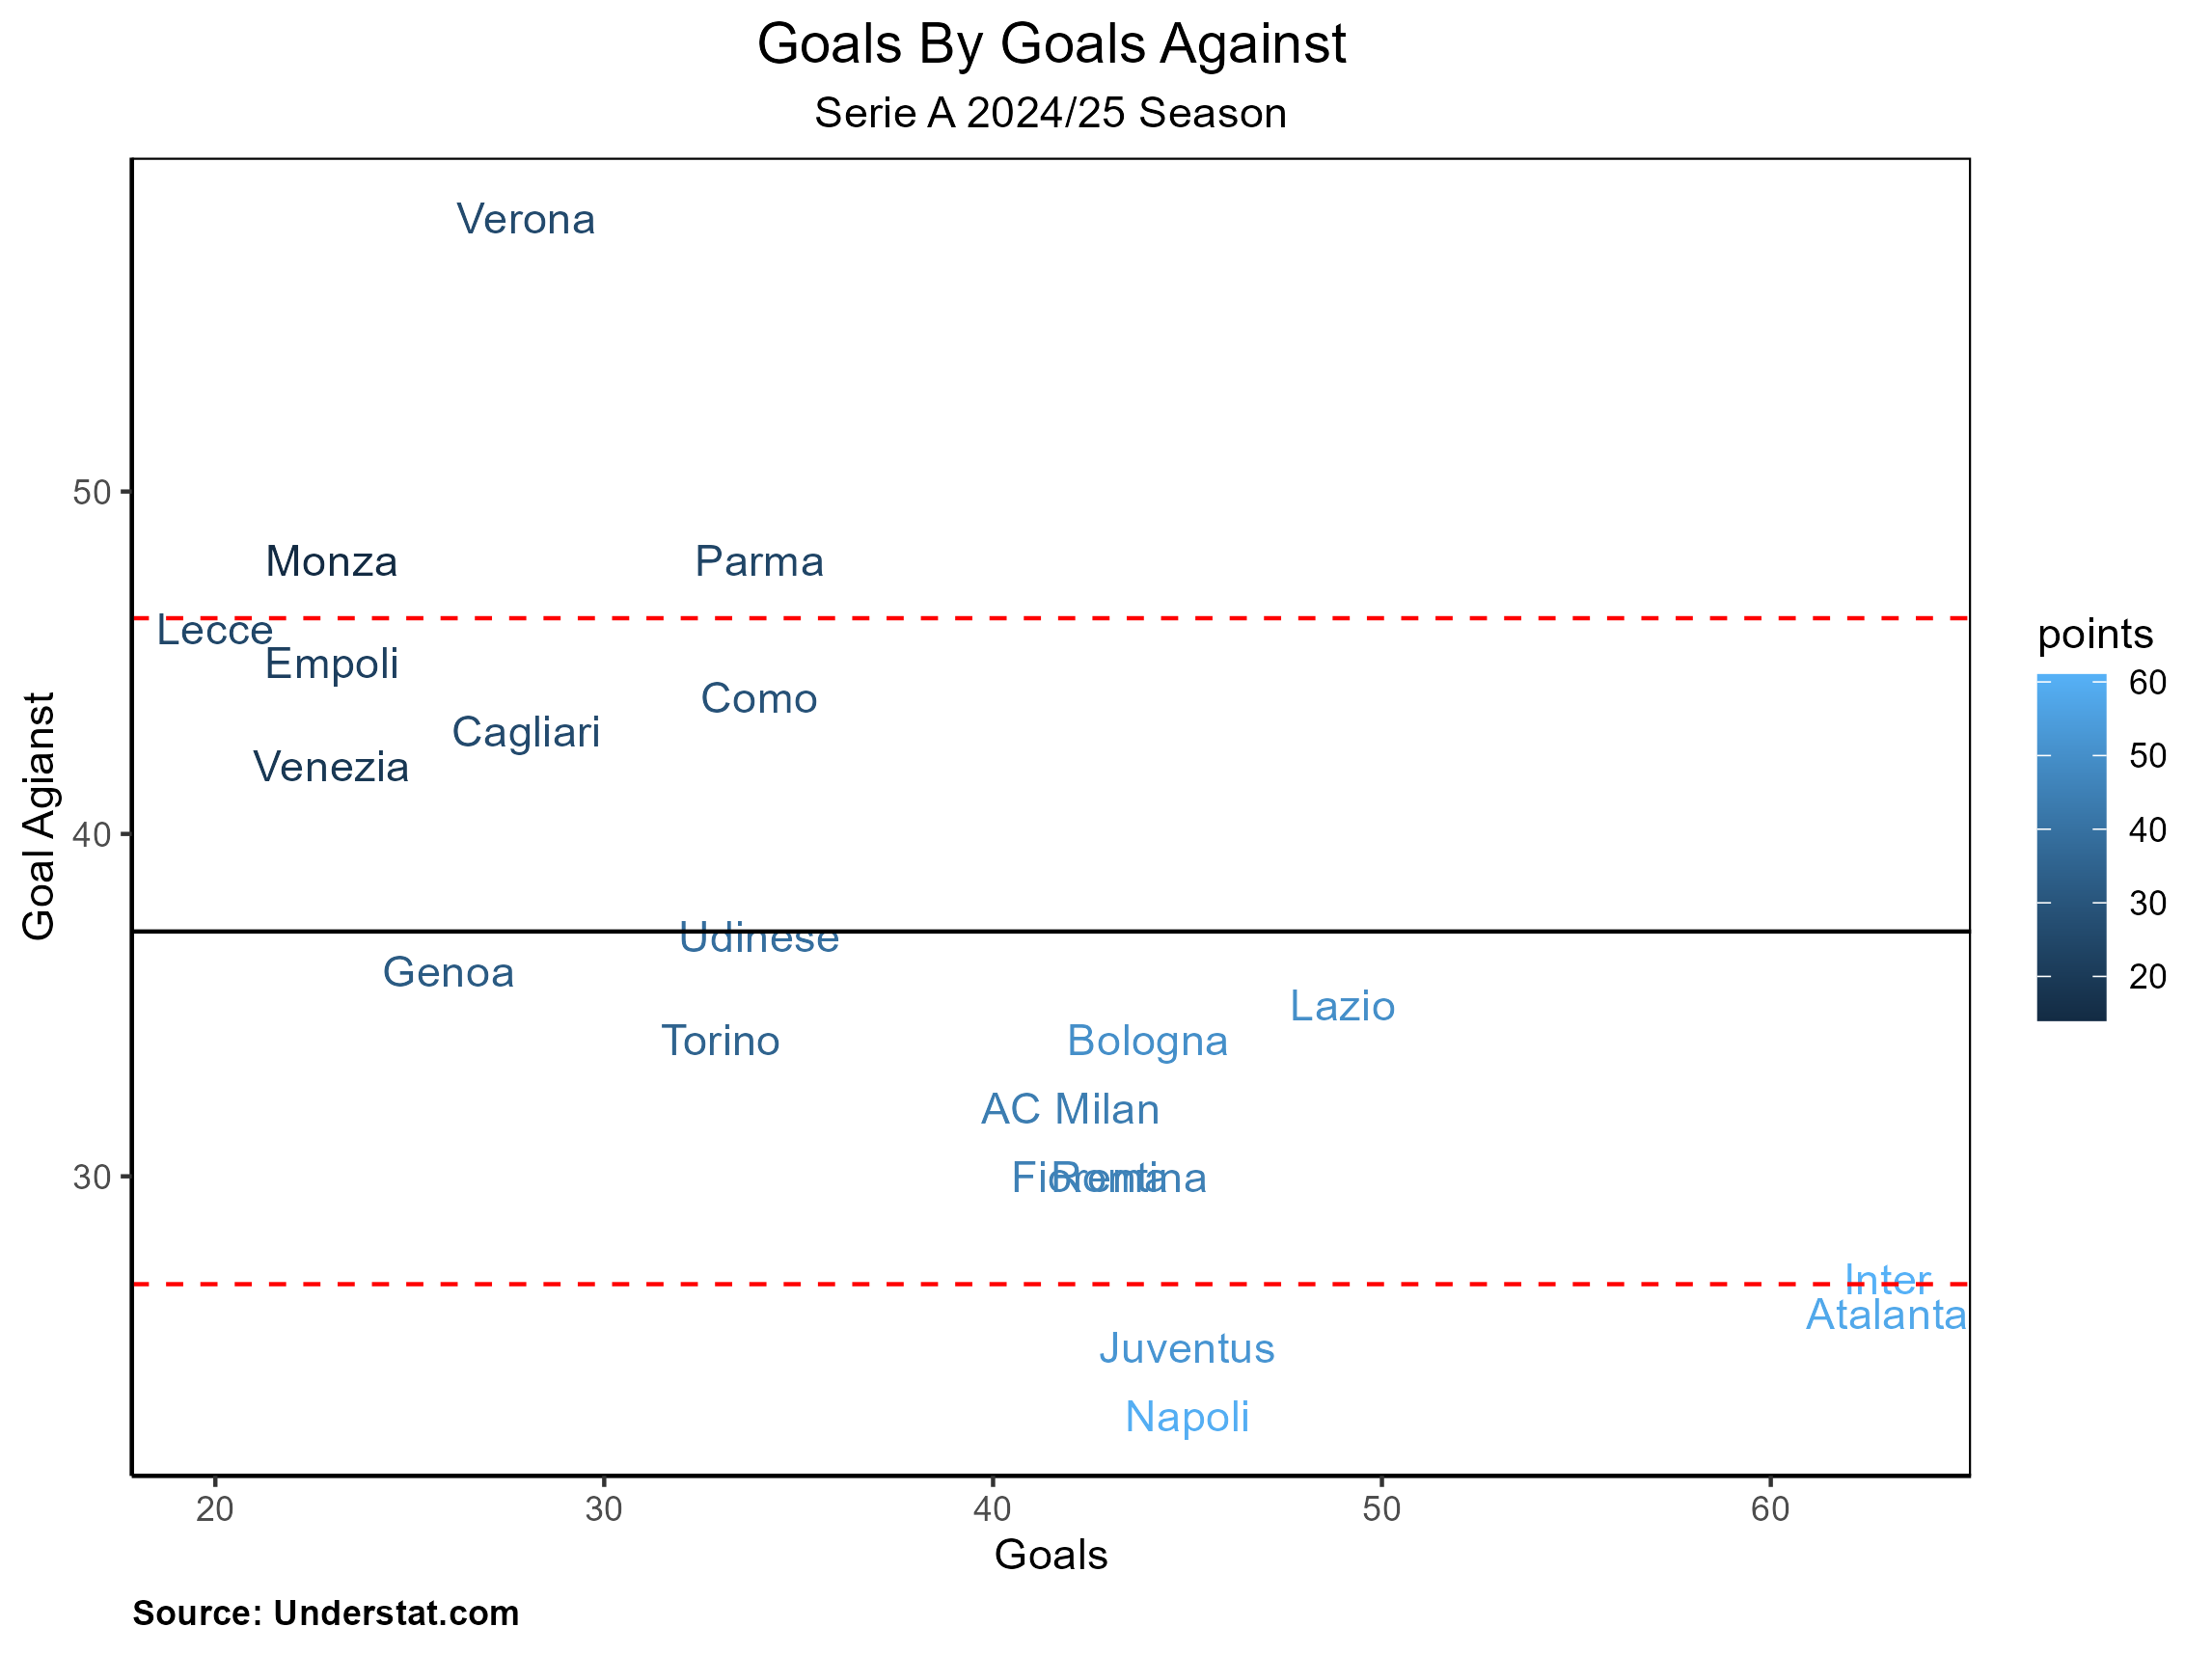 Goals By Goals Against
Serie A 2024/25 Season
Verona
50
Monza
Parma
Lecce
Empoli
Como
Cagliari
Venezia
40
Udinese
Genoa
Lazio
Torino
Bologna
AC Milan
30
Fiorentina
Roma
Inter
Atalanta
Juventus
Napoli
Goal Agianst
20
30
40
50
60
Goals
points
60
50
40
30
20
Source: Understat.com